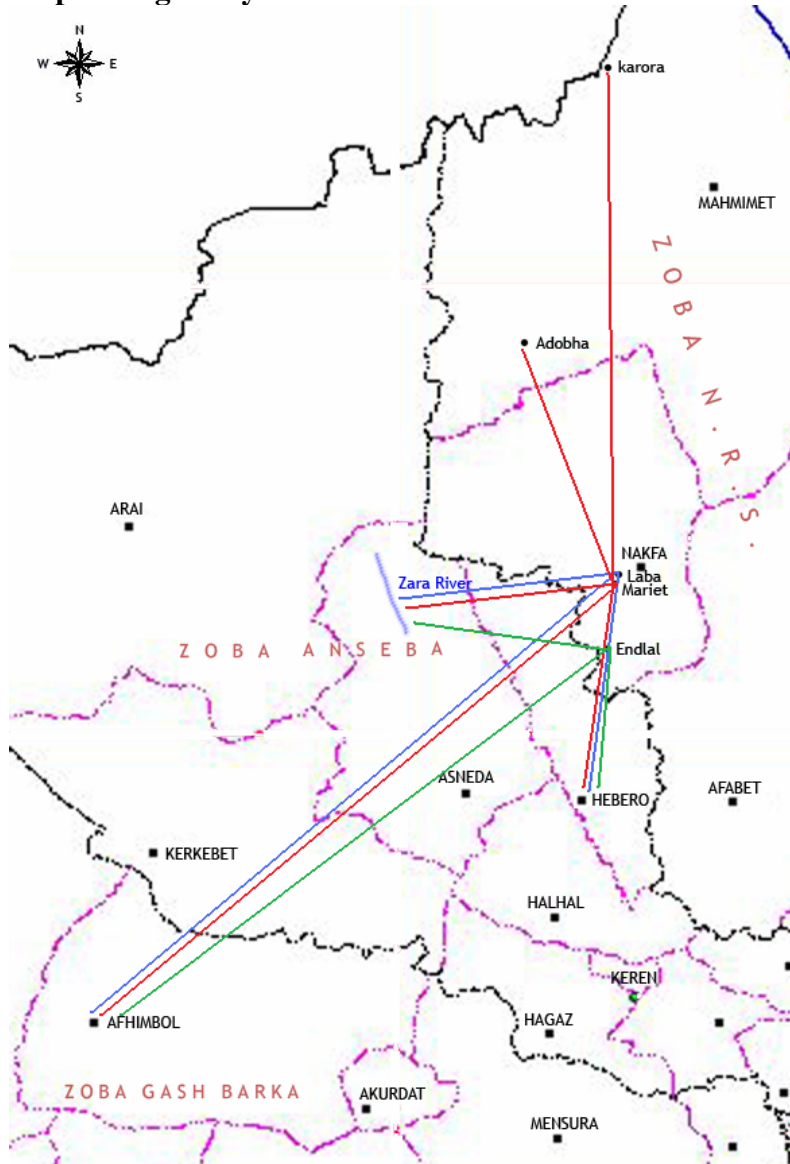 N
W E
S
karora
MAHMIMET
ZOBA N.R.S.
Adobha
ARAI
NAKFA
Laba
Zara River
Mariet
ZOBA ANSEBA
Endlal
ASNEDA
HEBERO
AFABET
KERKEBET
HALHAL
KEREN
AFHIMBOL
HAGAZ
ZOBA GASH BARKA
AKURDAT
MENSURA